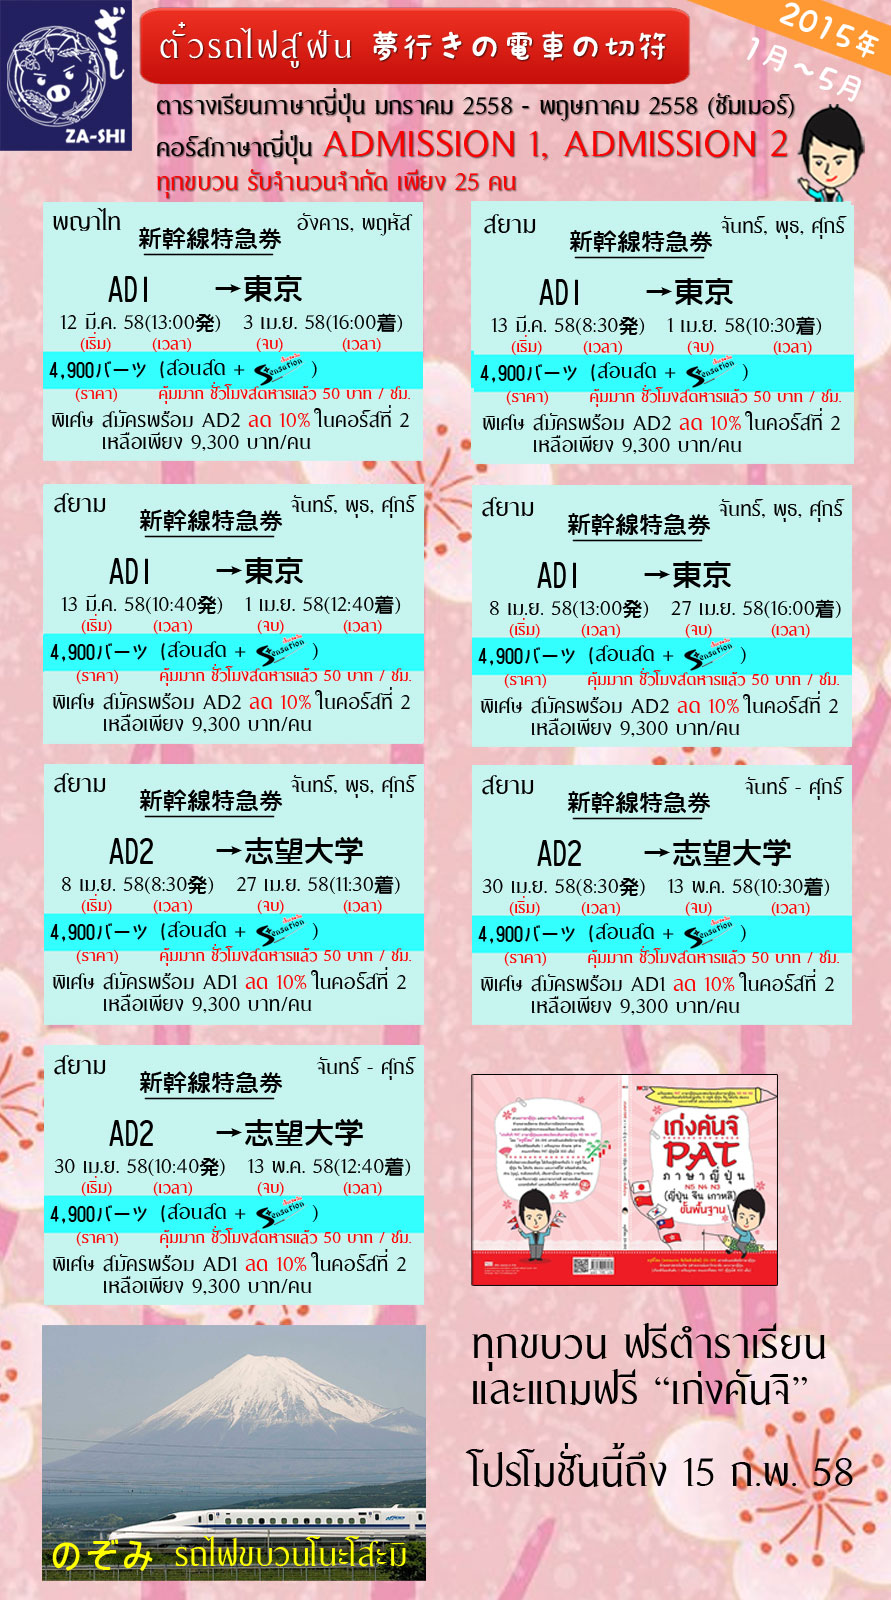 ざし
ZA-SHI
ตั๋วรถไฟสู่ฝัน 夢行きの電車の切符
2015年
1月～5月
ตารางเรียนภาษาญี่ปุ่น มกราคม 2558 - พฤษภาคม 2558 (ซัมเมอร์)
คอร์สภาษาญี่ปุ่น ADMISSION 1, ADMISSION 2
ทุกขบวน รับจำนวนจำกัด เพียง 25 คน
พญาไท อังคาร, พฤหัส
新幹線特急券
AD1 →東京
12 มี.ค. 58(13:00発) 3 เม.ย. 58(16:00着)
(เริ่ม) (เวลา) (จบ) (เวลา)
4,900バーツ (สอนสด + Sensation )
(ราคา) คุ้มมาก ชั่วโมงสดหารแล้ว 50 บาท / ชม.
พิเศษ สมัครพร้อม AD2 ลด 10% ในคอร์สที่ 2
เหลือเพียง 9,300 บาท/คน
สยาม จันทร์, พุธ, ศุกร์
新幹線特急券
AD1 →東京
13 มี.ค. 58(8:30発) 1 เม.ย. 58(10:30着)
(เริ่ม) (เวลา) (จบ) (เวลา)
4,900バーツ (สอนสด + Sensation )
(ราคา) คุ้มมาก ชั่วโมงสดหารแล้ว 50 บาท / ชม.
พิเศษ สมัครพร้อม AD2 ลด 10% ในคอร์สที่ 2
เหลือเพียง 9,300 บาท/คน
สยาม จันทร์, พุธ, ศุกร์
新幹線特急券
AD1 →東京
13 มี.ค. 58(10:40発) 1 เม.ย. 58(12:40着)
(เริ่ม) (เวลา) (จบ) (เวลา)
4,900バーツ (สอนสด + Sensation )
(ราคา) คุ้มมาก ชั่วโมงสดหารแล้ว 50 บาท / ชม.
พิเศษ สมัครพร้อม AD2 ลด 10% ในคอร์สที่ 2
เหลือเพียง 9,300 บาท/คน
สยาม จันทร์, พุธ, ศุกร์
新幹線特急券
AD1 →東京
8 เม.ย. 58(13:00発) 27 เม.ย. 58(16:00着)
(เริ่ม) (เวลา) (จบ) (เวลา)
4,900バーツ (สอนสด + Sensation )
(ราคา) คุ้มมาก ชั่วโมงสดหารแล้ว 50 บาท / ชม.
พิเศษ สมัครพร้อม AD2 ลด 10% ในคอร์สที่ 2
เหลือเพียง 9,300 บาท/คน
สยาม จันทร์, พุธ, ศุกร์
新幹線特急券
AD2 →志望大学
8 เม.ย. 58(8:30発) 27 เม.ย. 58(11:30着)
(เริ่ม) (เวลา) (จบ) (เวลา)
4,900バーツ (สอนสด + Sensation )
(ราคา) คุ้มมาก ชั่วโมงสดหารแล้ว 50 บาท / ชม.
พิเศษ สมัครพร้อม AD1 ลด 10% ในคอร์สที่ 2
เหลือเพียง 9,300 บาท/คน
สยาม จันทร์ - ศุกร์
新幹線特急券
AD2 →志望大学
30 เม.ย. 58(8:30発) 13 พ.ค. 58(10:30着)
(เริ่ม) (เวลา) (จบ) (เวลา)
4,900バーツ (สอนสด + Sensation )
(ราคา) คุ้มมาก ชั่วโมงสดหารแล้ว 50 บาท / ชม.
พิเศษ สมัครพร้อม AD1 ลด 10% ในคอร์สที่ 2
เหลือเพียง 9,300 บาท/คน
สยาม จันทร์ - ศุกร์
新幹線特急券
AD2 →志望大学
30 เม.ย. 58(10:40発) 13 พ.ค. 58(12:40着)
(เริ่ม) (เวลา) (จบ) (เวลา)
4,900バーツ (สอนสด + Sensation )
(ราคา) คุ้มมาก ชั่วโมงสดหารแล้ว 50 บาท / ชม.
พิเศษ สมัครพร้อม AD1 ลด 10% ในคอร์สที่ 2
เหลือเพียง 9,300 บาท/คน
เก่งคันจิ
PAT
ภาษาญี่ปุ่น
N5 N4 N3
(ญี่ปุ่น จีน เกาหลี)
ขั้นพื้นฐาน
ทุกขบวน ฟรีตำราเรียน
และแถมฟรี “เก่งคันจิ”
โปรโมชั่นนี้ถึง 15 ก.พ. 58
のぞみ รถไฟขบวนโนะโสะมิ